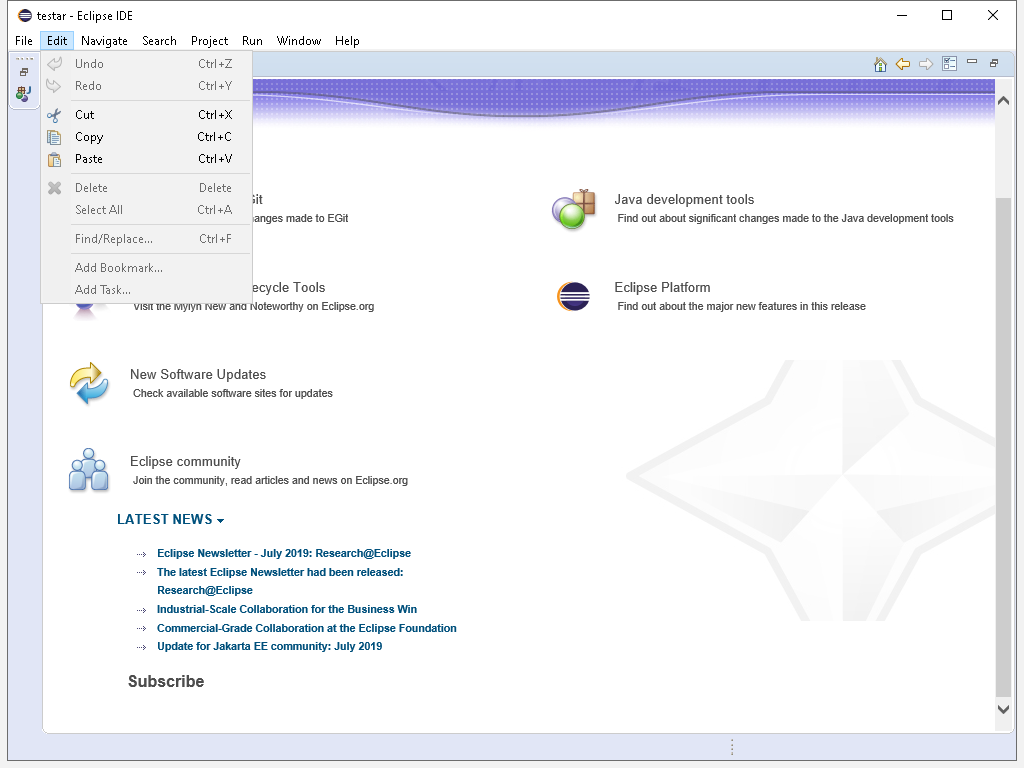 testar - Eclipse IDE
File Edit Navigate Search Project Run Window Help
Undo Ctrl+Z
Redo Ctrl+Y
Cut Ctrl+X
Copy Ctrl+C
Paste Ctrl+V
Delete Delete
Select All Ctrl+A
Find/Replace... Ctrl+F
Add Bookmark...
Add Task...
Git
anges made to EGit
Java development tools
Find out about significant changes made to the Java development tools
ecycle Tools
Visit the Mylyn New and Noteworthy on Eclipse.org
Eclipse Platform
Find out about the major new features in this release
New Software Updates
Check available software sites for updates
Eclipse community
Join the community, read articles and news on Eclipse.org
LATEST NEWS
Eclipse Newsletter - July 2019: Research@Eclipse
The latest Eclipse Newsletter had been released:
Research@Eclipse
Industrial-Scale Collaboration for the Business Win
Commercial-Grade Collaboration at the Eclipse Foundation
Update for Jakarta EE community: July 2019
Subscribe